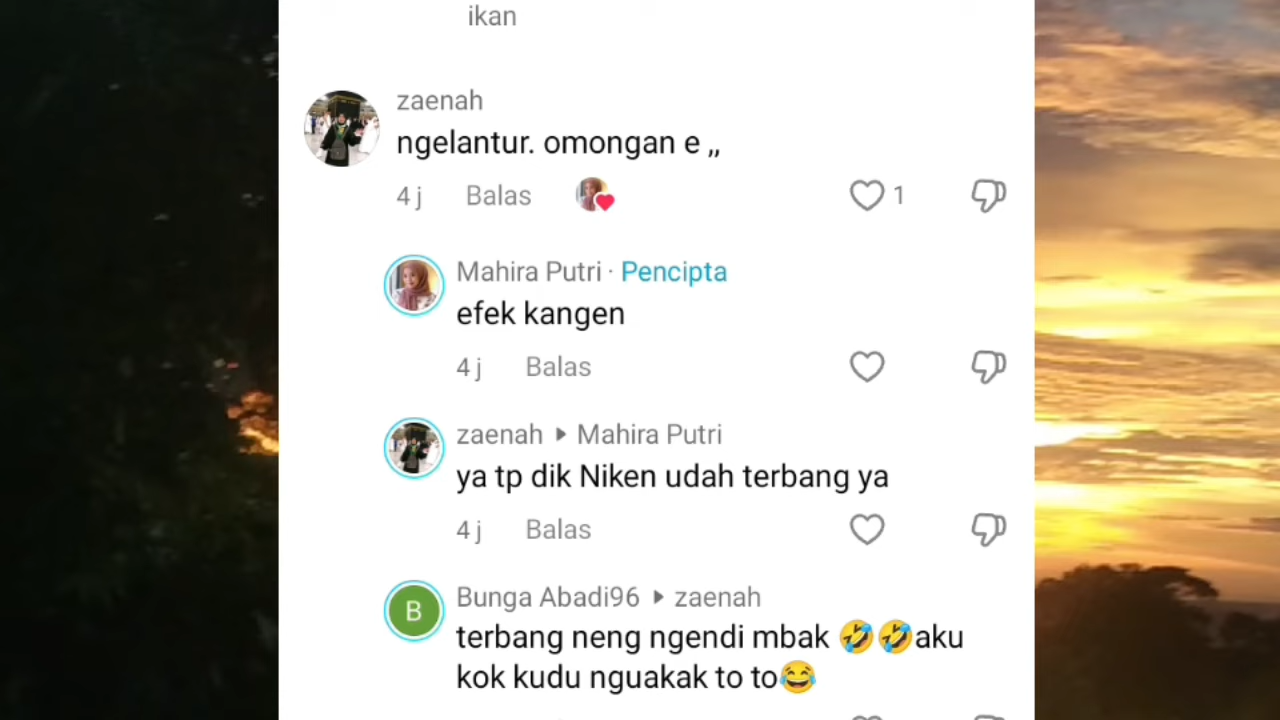 ikan
zaenah
ngelantur. omongan e ,,
4 j Balas 1
Mahira Putri · Pencipta
efek kangen
4 j Balas
zaenah ▸ Mahira Putri
ya tp dik Niken udah terbang ya
4 j Balas
B
Bunga Abadi96 ▸ zaenah
terbang neng ngendi mbak 🤣🤣aku
kok kudu nguakak to to😂